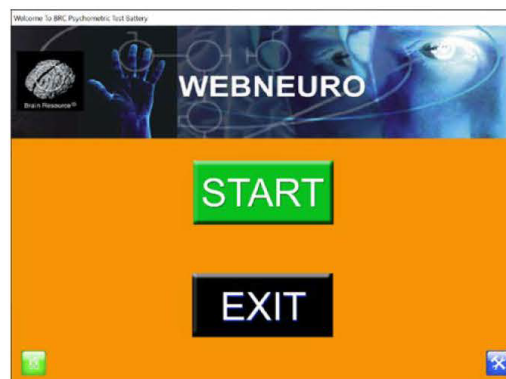 Welcome To BRC Psychometric Test Battery
WEBNEURO
Brain Resource
START
EXIT